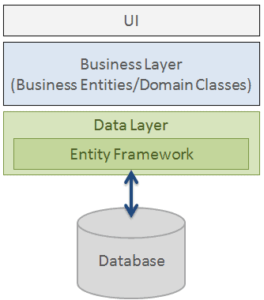 UI
Business Layer
(Business Entities/Domain Classes)
Data Layer
Entity Framework
Database